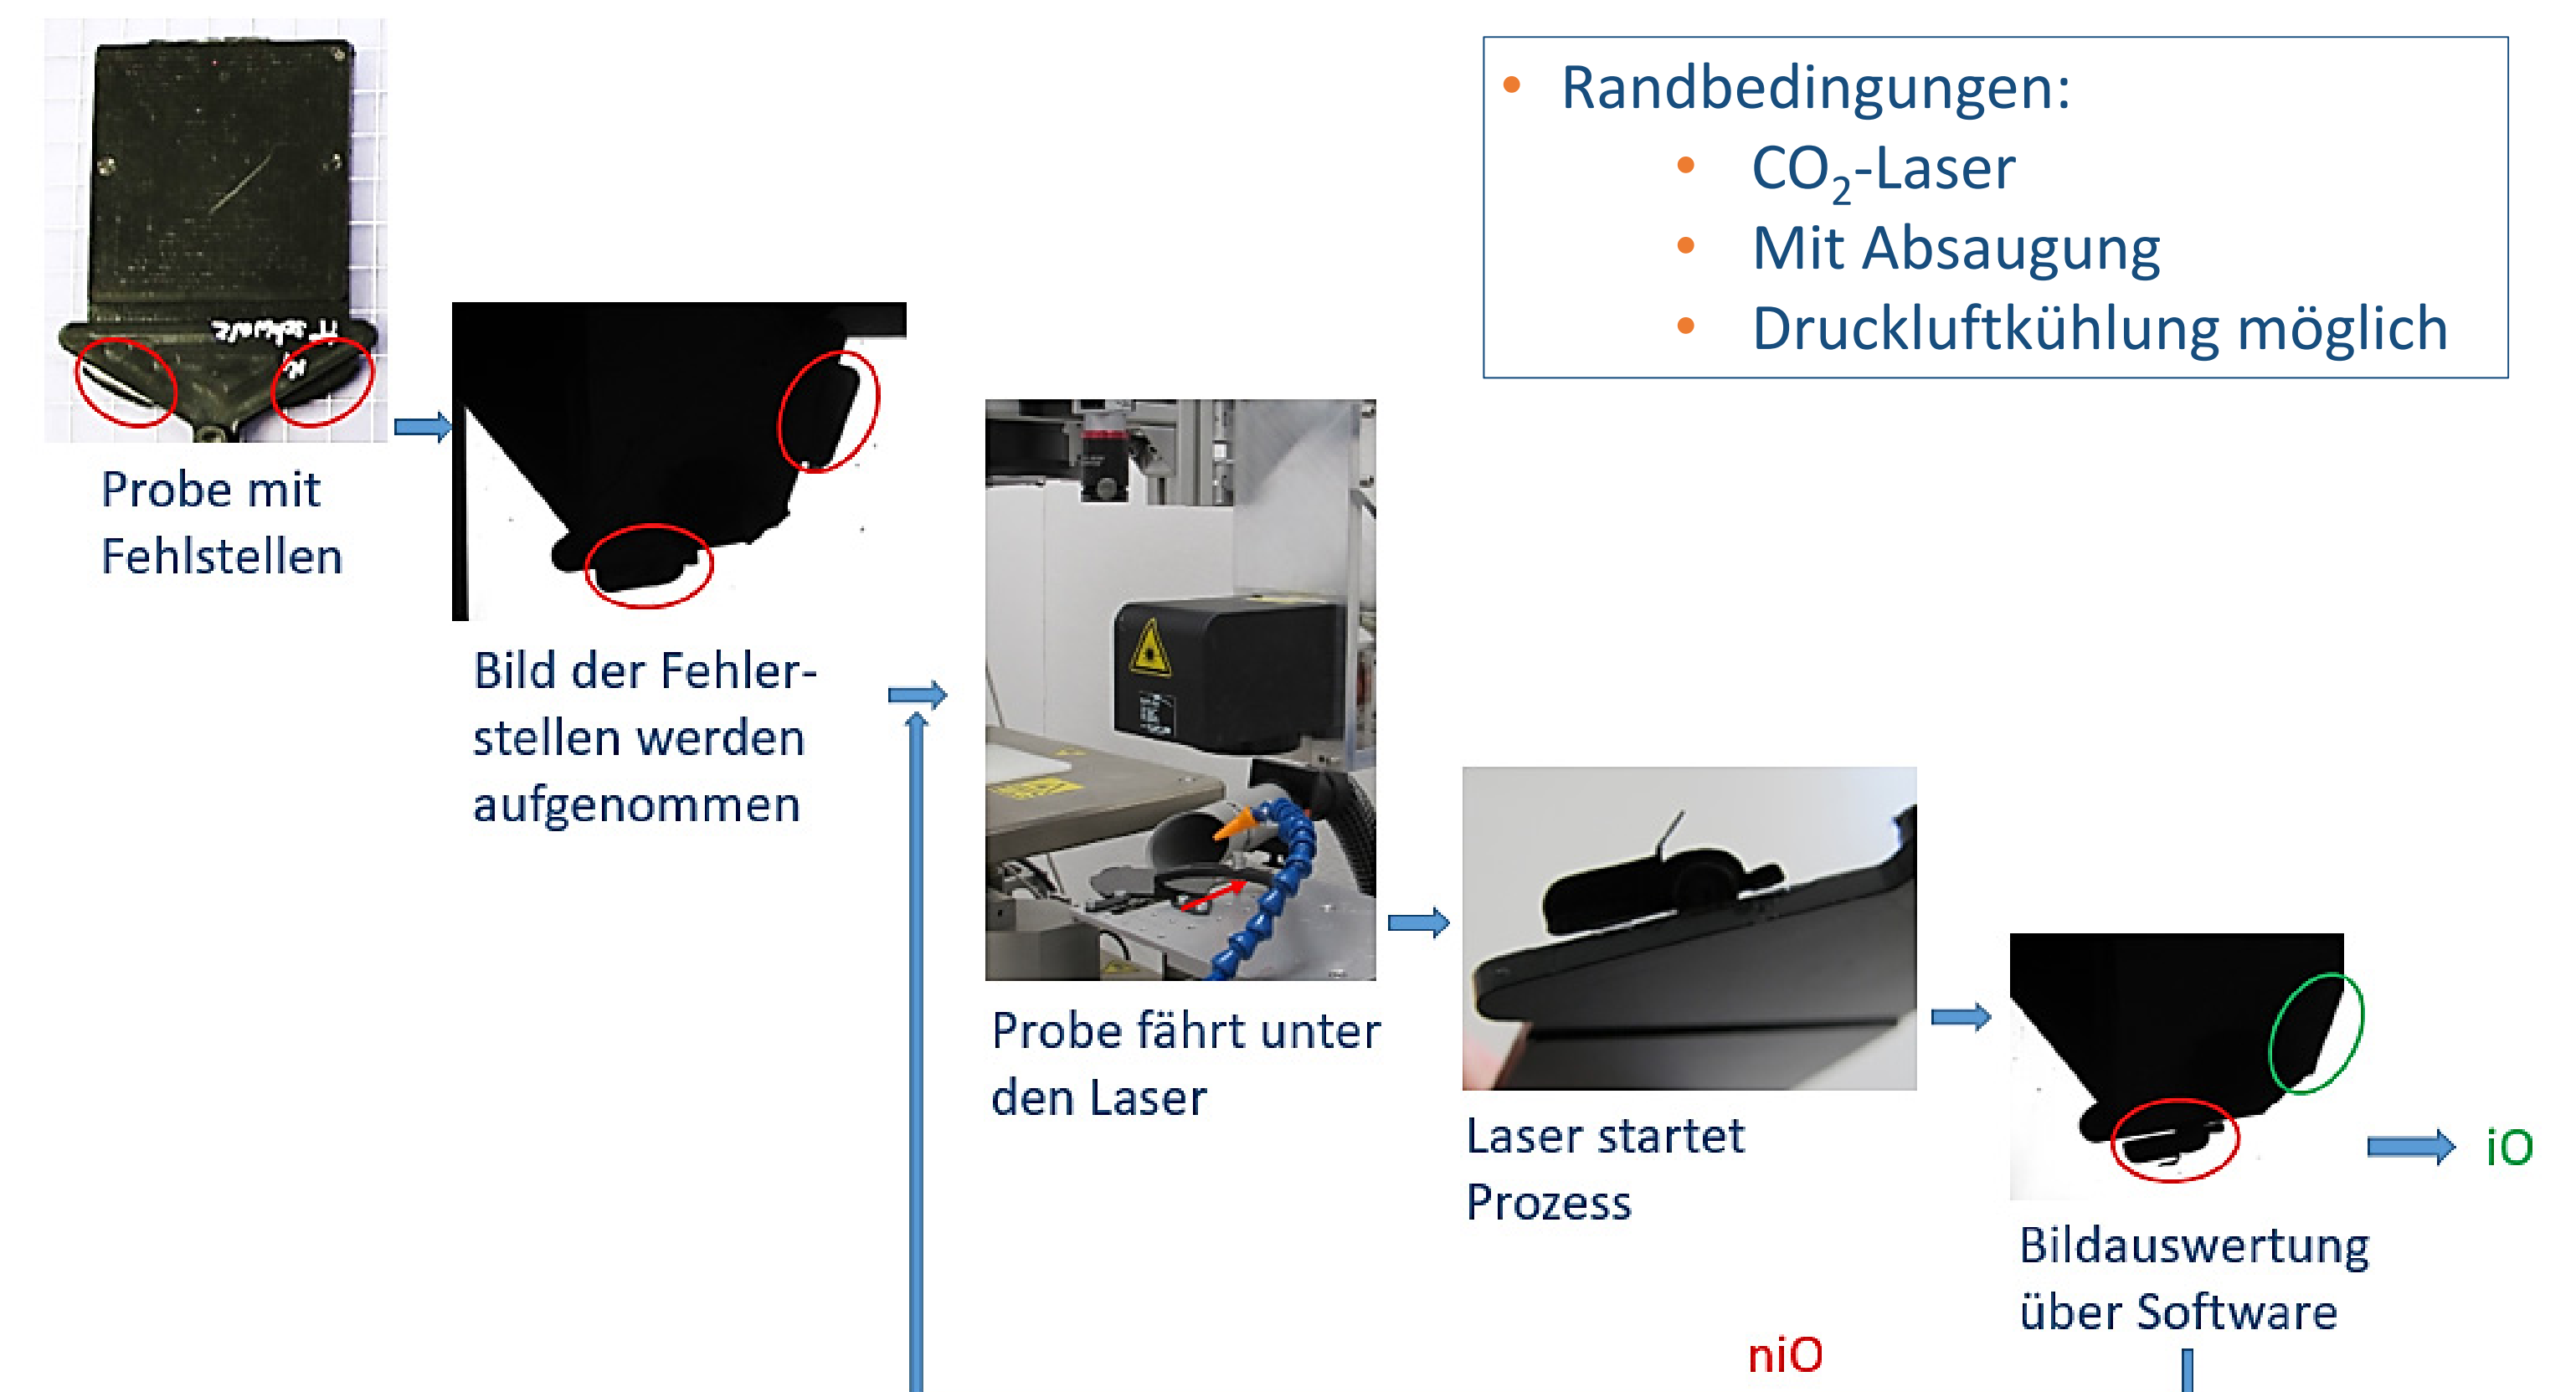 Randbedingungen:
CO₂-Laser
Mit Absaugung
Druckluftkühlung möglich
Probe mit
Fehlstellen
Bild der Fehler-
stellen werden
aufgenommen
Probe fährt unter
den Laser
Laser startet
Prozess
iO
Bildauswertung
über Software
niO